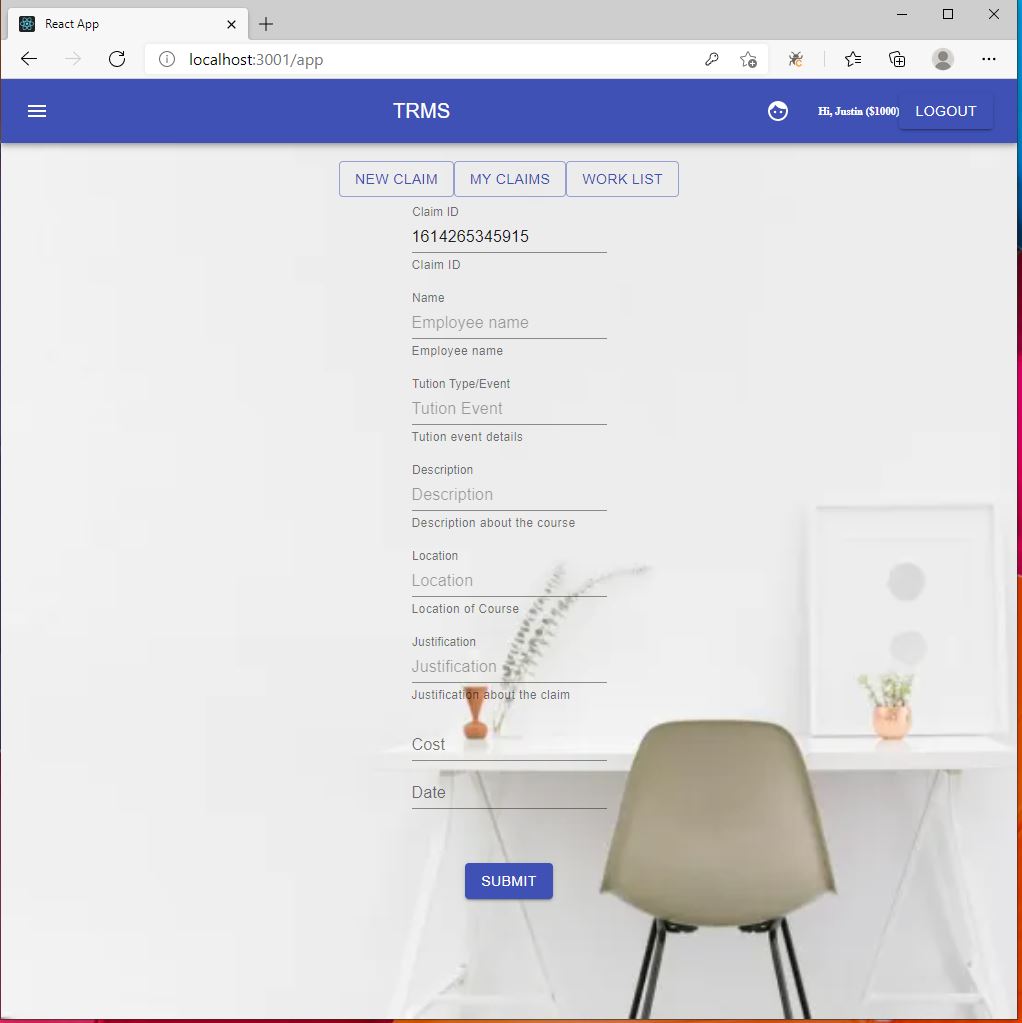 React App
localhost:3001/app
TRMS
Hi, Justin ($1000)
LOGOUT
NEW CLAIM
MY CLAIMS
WORK LIST
Claim ID
1614265345915
Claim ID
Name
Employee name
Employee name
Tution Type/Event
Tution Event
Tution event details
Description
Description
Description about the course
Location
Location
Location of Course
Justification
Justification
Justification about the claim
Cost
Date
SUBMIT